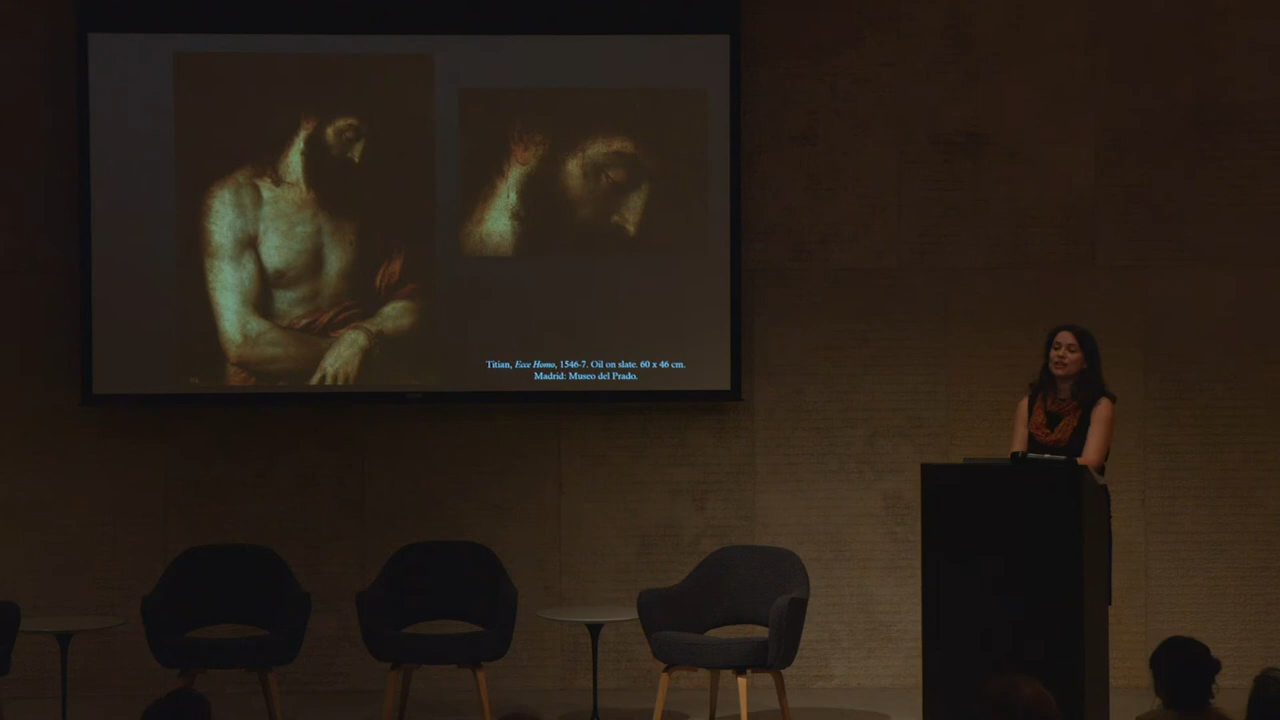 Titian, Ecce Homo, 1546-7. Oil on slate. 60 x 46 cm.
Madrid: Museo del Prado.